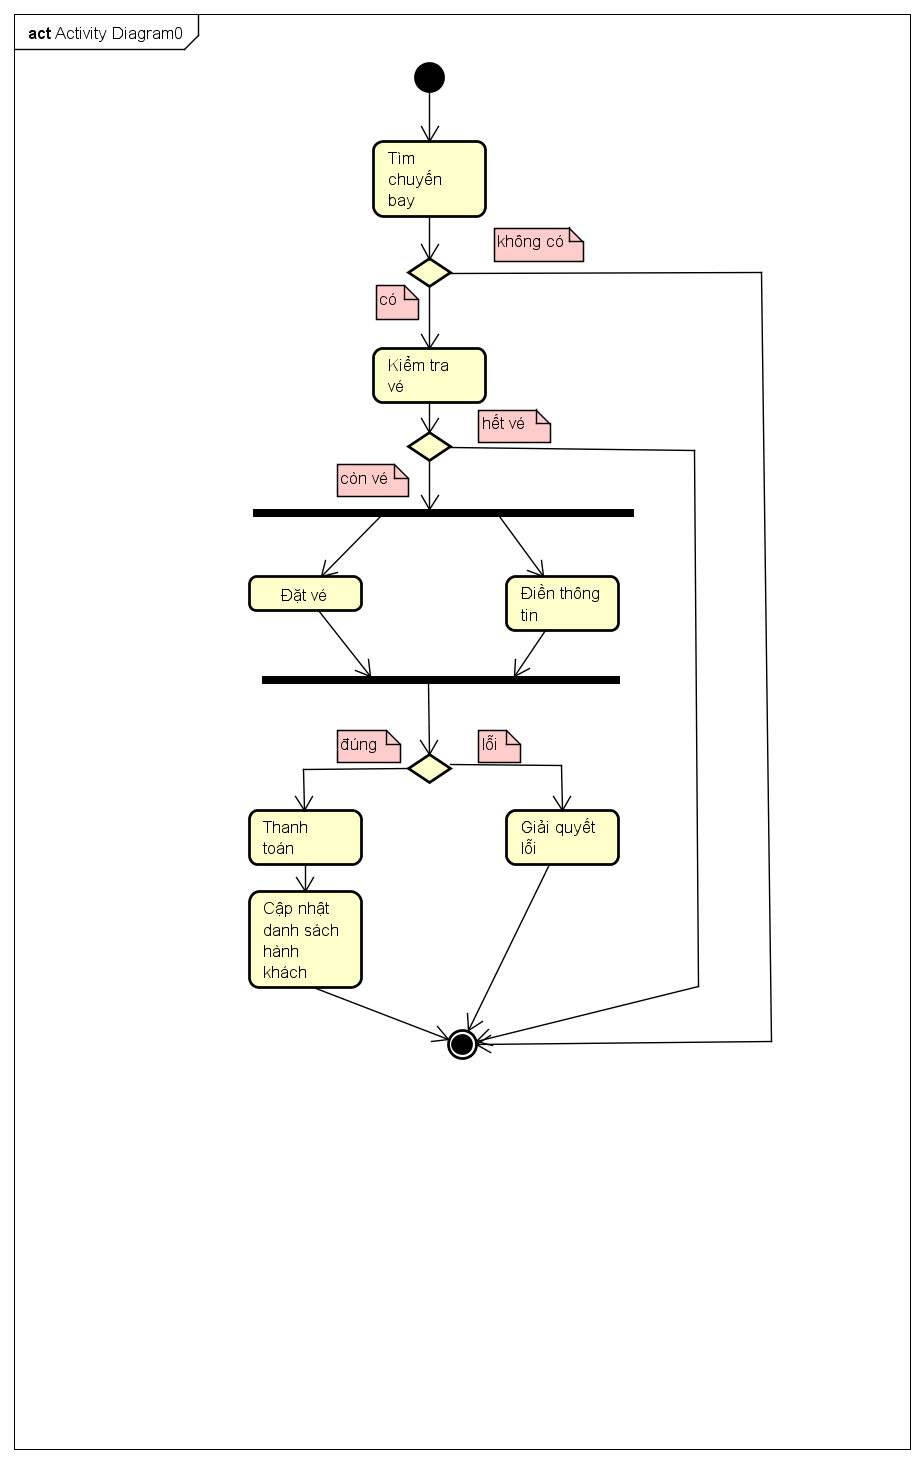 act Activity Diagram0
Tìm
chuyến
bay
không có
có
Kiểm tra
vé
hết vé
còn vé
Đặt vé
Điền thông
tin
đúng
lỗi
Thanh
toán
Giải quyết
lỗi
Cập nhật
danh sách
hành
khách